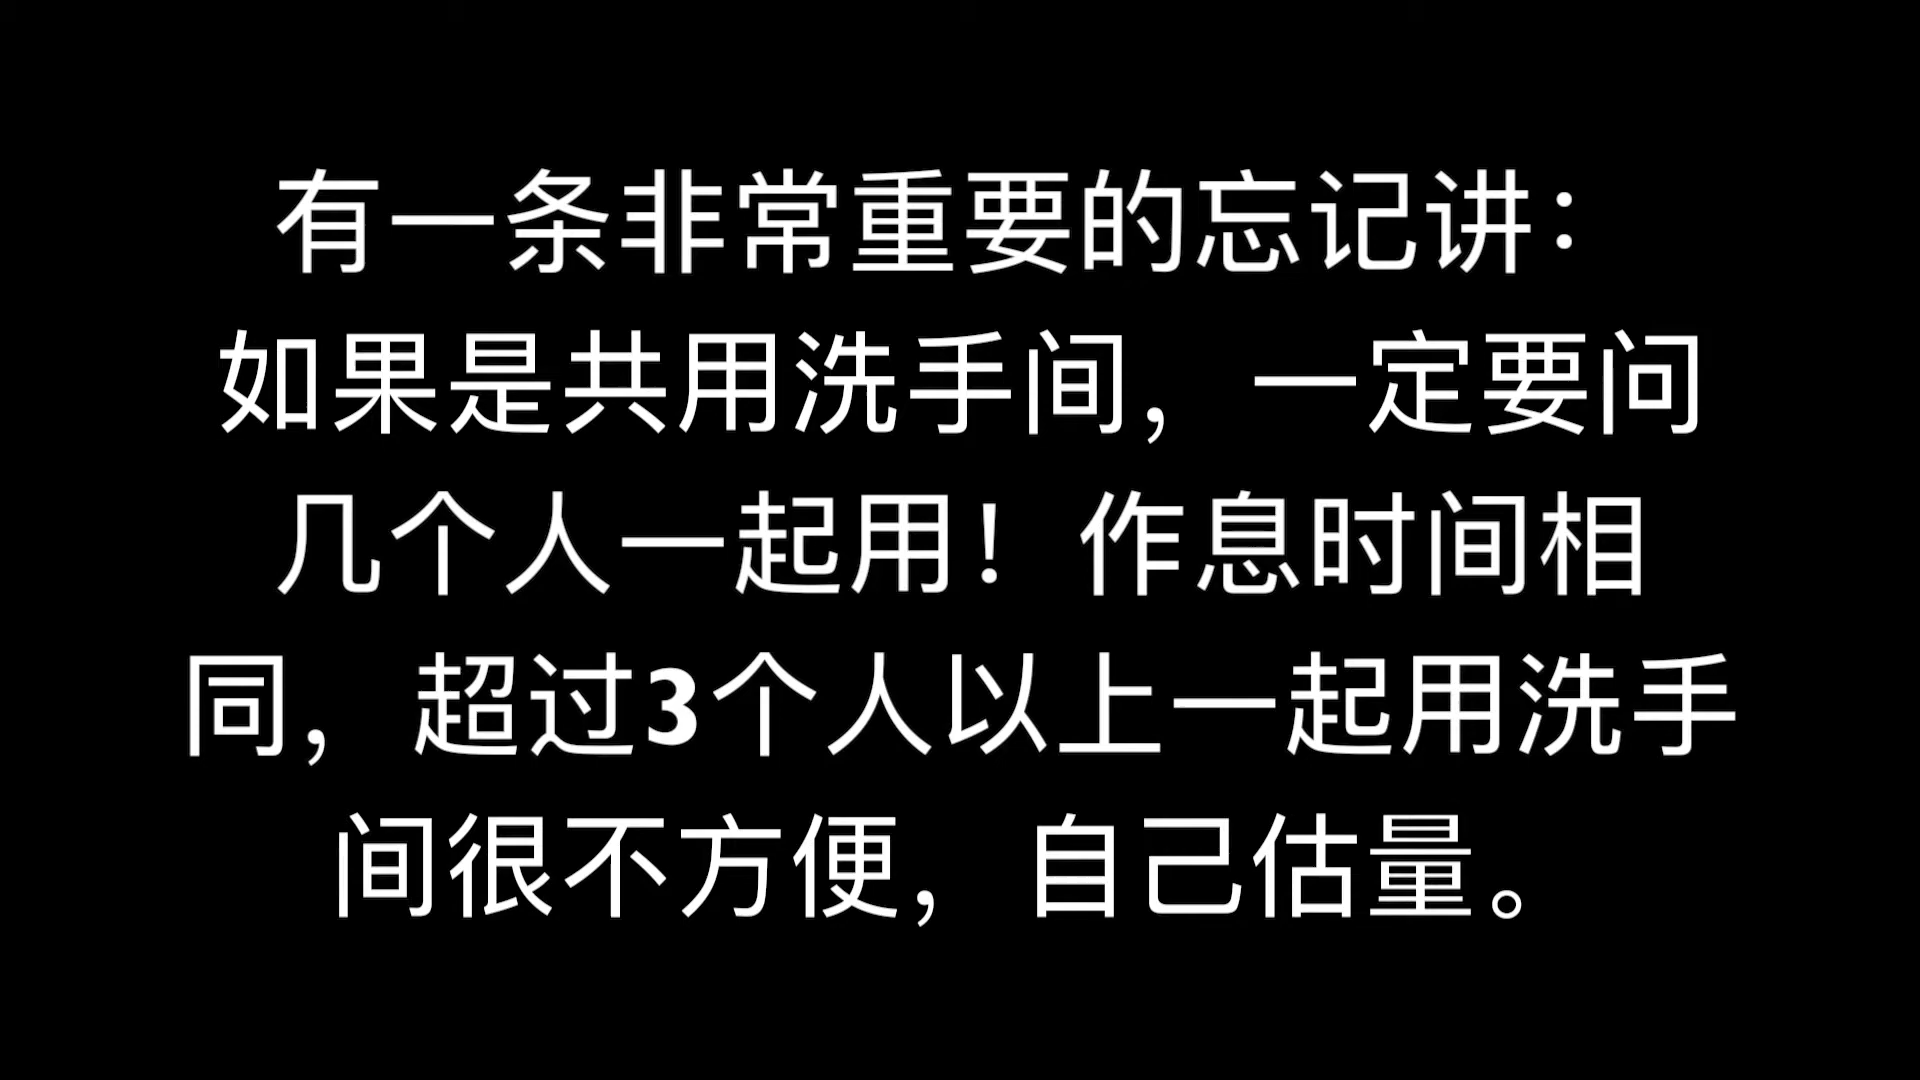 有一条非常重要的忘记讲：
如果是共用洗手间，一定要问
几个人一起用！作息时间相
同，超过3个人以上一起用洗手
间很不方便，自己估量。